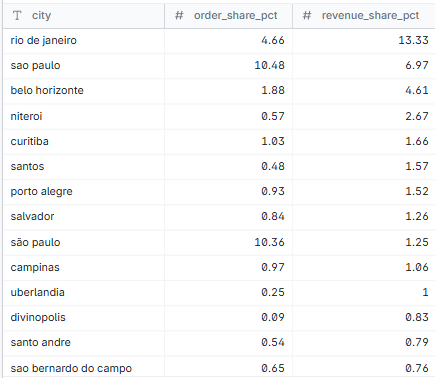 T city # order_share_pct # revenue_share_pct
rio de janeiro 4.66 13.33
sao paulo 10.48 6.97
belo horizonte 1.88 4.61
niteroi 0.57 2.67
curitiba 1.03 1.66
santos 0.48 1.57
porto alegre 0.93 1.52
salvador 0.84 1.26
são paulo 10.36 1.25
campinas 0.97 1.06
uberlandia 0.25 1
divinopolis 0.09 0.83
santo andre 0.54 0.79
sao bernardo do campo 0.65 0.76